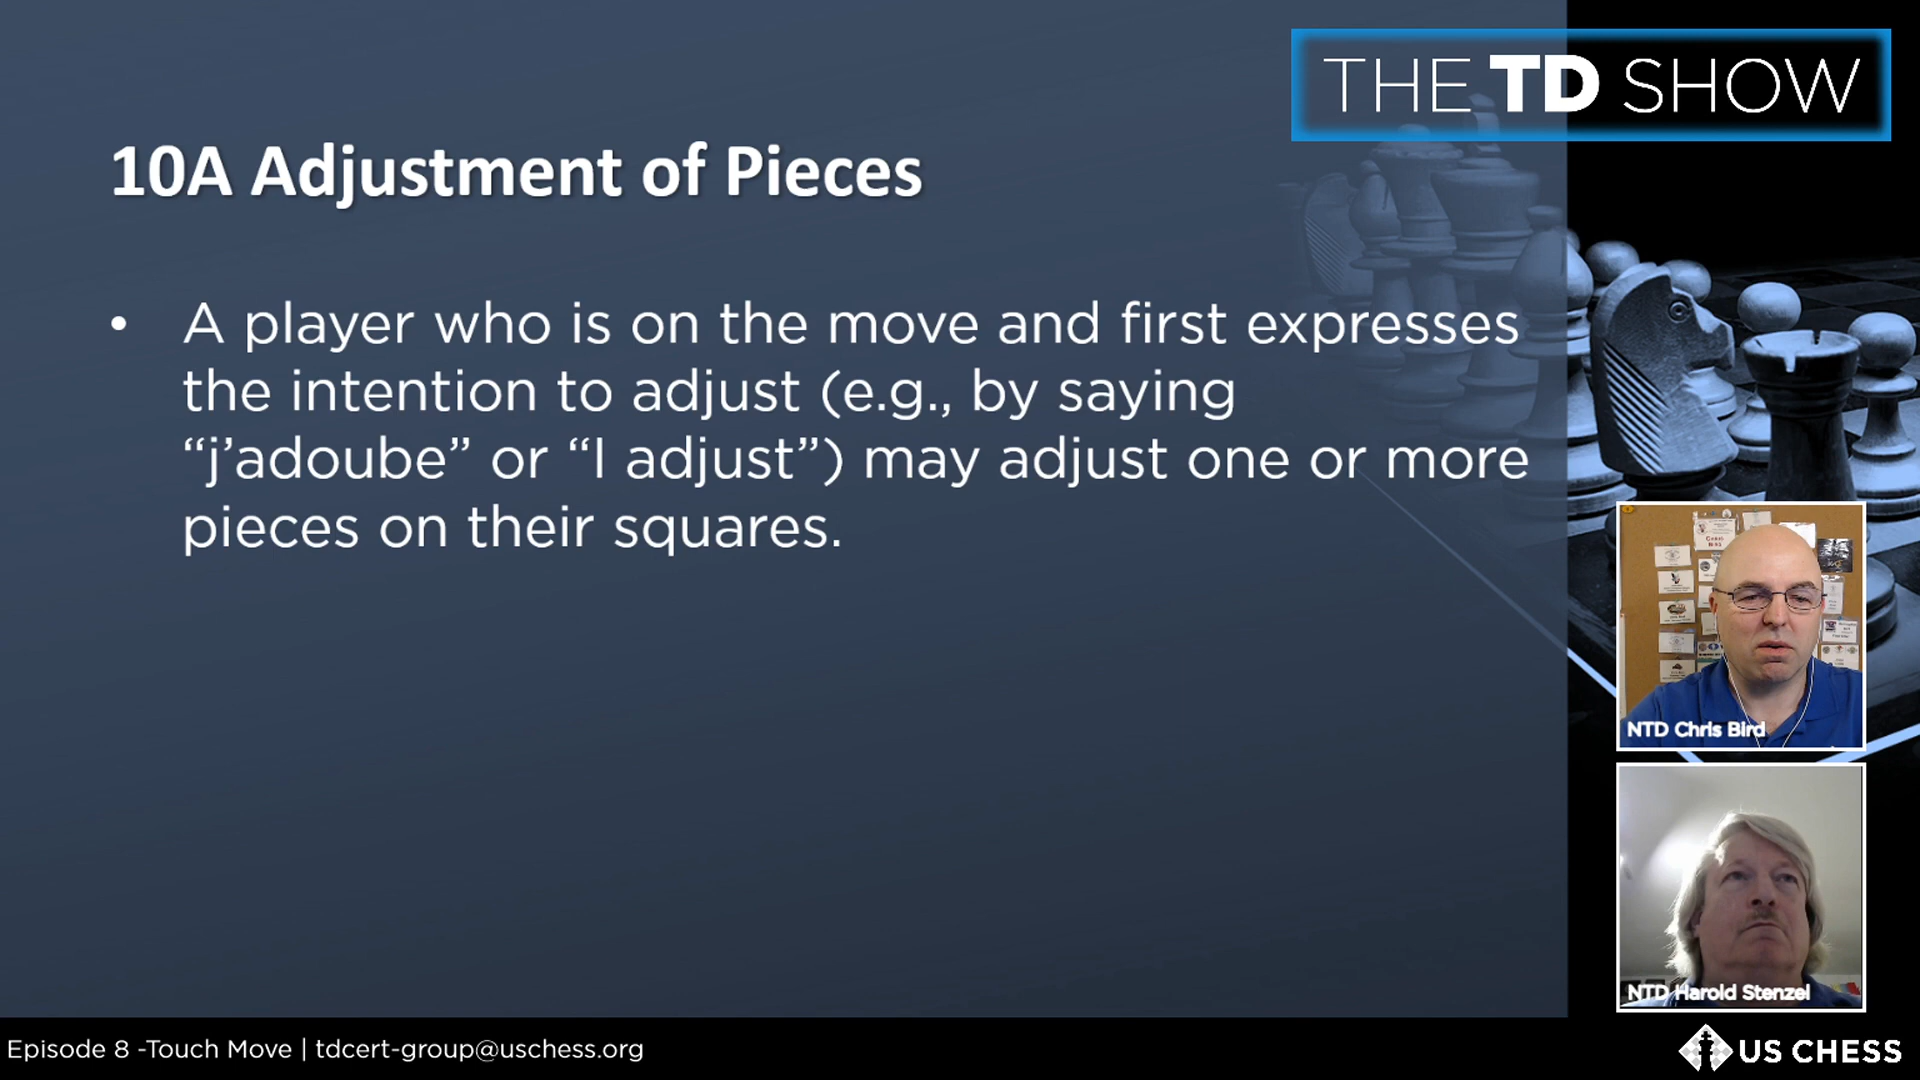 THE TD SHOW
10A Adjustment of Pieces
• A player who is on the move and first expresses
the intention to adjust (e.g., by saying
“j’adoube” or “I adjust”) may adjust one or more
pieces on their squares.
NTD Chris Bird
NTD Harold Stenzel
Episode 8 -Touch Move | tdcert-group@uschess.org
US CHESS